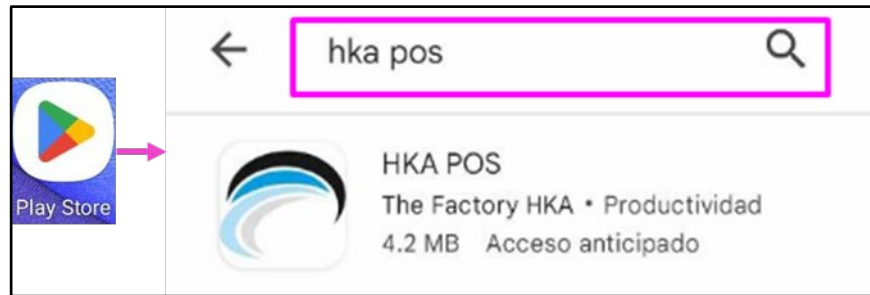 hka pos
Play Store
HKA POS
The Factory HKA • Productividad
4.2 MB Acceso anticipado